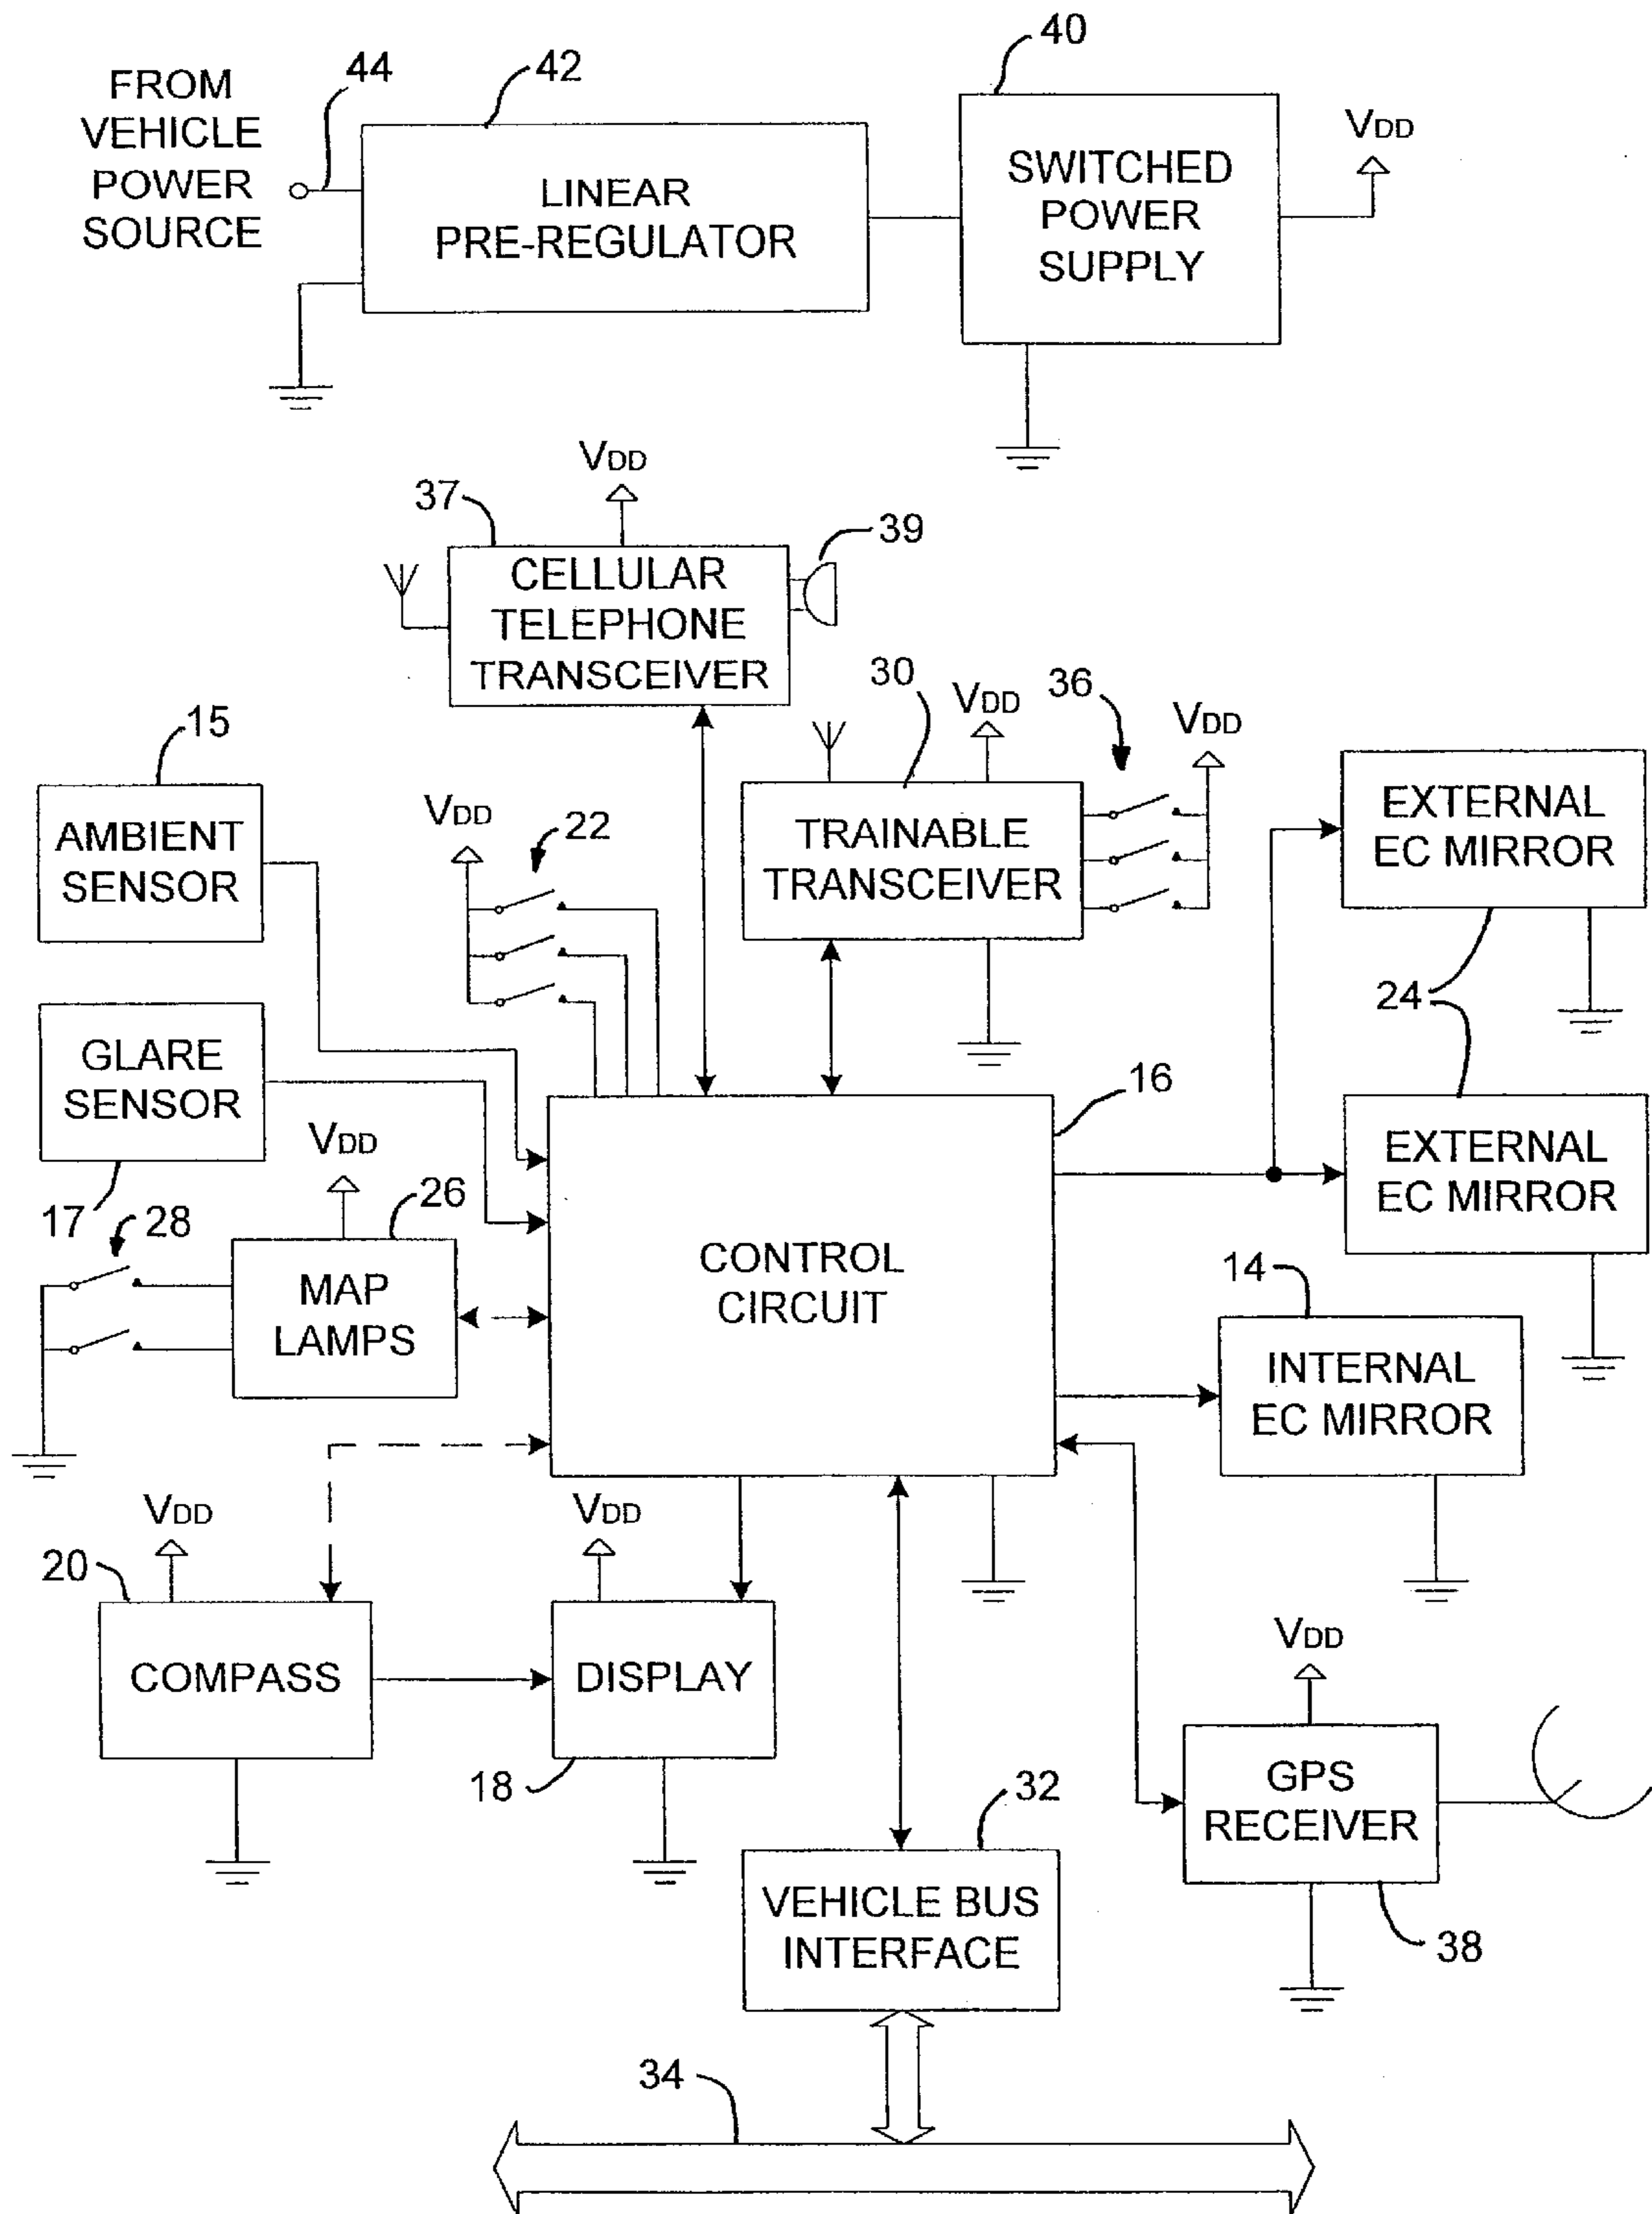 40
44
42
FROM
VEHICLE
POWER
SOURCE
LINEAR
PRE-REGULATOR
SWITCHED
POWER
SUPPLY
VDD
VDD
37
39
CELLULAR
TELEPHONE
TRANSCEIVER
30
VDD
36
VDD
15
AMBIENT
SENSOR
VDD
22
TRAINABLE
TRANSCEIVER
EXTERNAL
EC MIRROR
24
GLARE
SENSOR
17
16
EXTERNAL
EC MIRROR
VDD
28
26
MAP
LAMPS
CONTROL
CIRCUIT
14
INTERNAL
EC MIRROR
VDD
20
COMPASS
VDD
DISPLAY
18
VDD
GPS
RECEIVER
38
32
VEHICLE BUS
INTERFACE
34